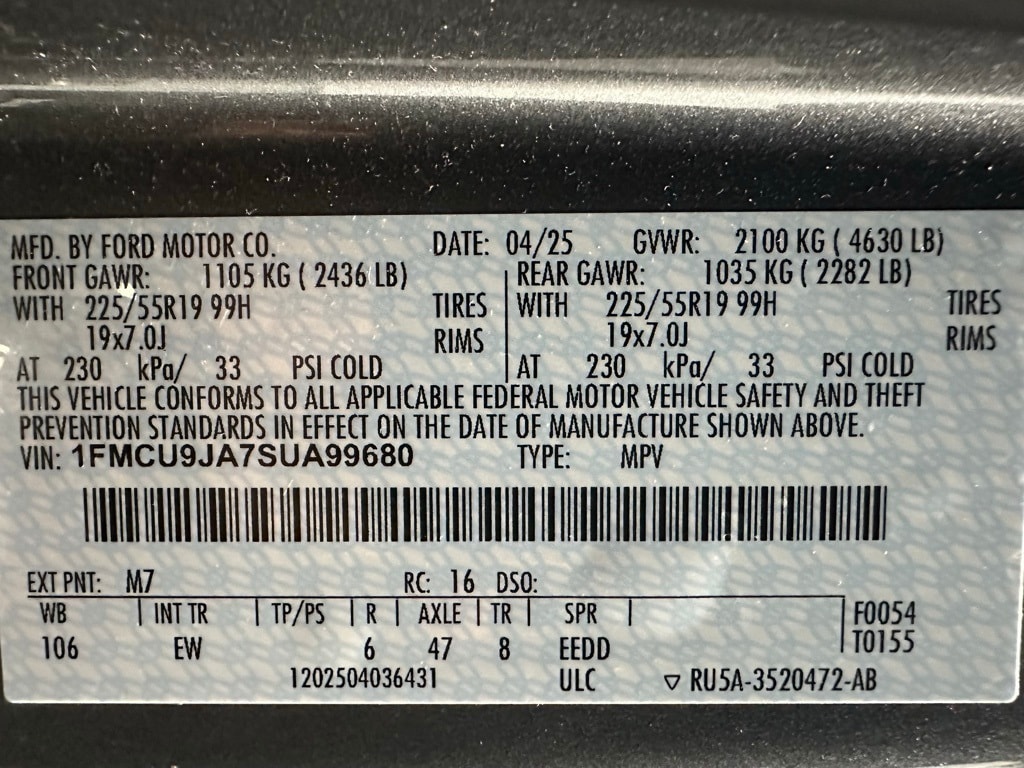 MFD. BY FORD MOTOR CO. DATE: 04/25 GVWR: 2100 KG ( 4630 LB)
FRONT GAWR: 1105 KG ( 2436 LB) REAR GAWR: 1035 KG ( 2282 LB)
WITH 225/55R19 99H TIRES WITH 225/55R19 99H TIRES
19x7.0J RIMS 19x7.0J RIMS
AT 230 kPa/ 33 PSI COLD AT 230 kPa/ 33 PSI COLD
THIS VEHICLE CONFORMS TO ALL APPLICABLE FEDERAL MOTOR VEHICLE SAFETY AND THEFT
PREVENTION STANDARDS IN EFFECT ON THE DATE OF MANUFACTURE SHOWN ABOVE.
VIN: 1FMCU9JA7SUA99680 TYPE: MPV
EXT PNT: M7 RC: 16 DSO:
WB | INT TR | TP/PS | R | AXLE | TR | SPR | F0054
106 EW 6 47 8 EEDD T0155
1202504036431 ULC ▽ RU5A-3520472-AB